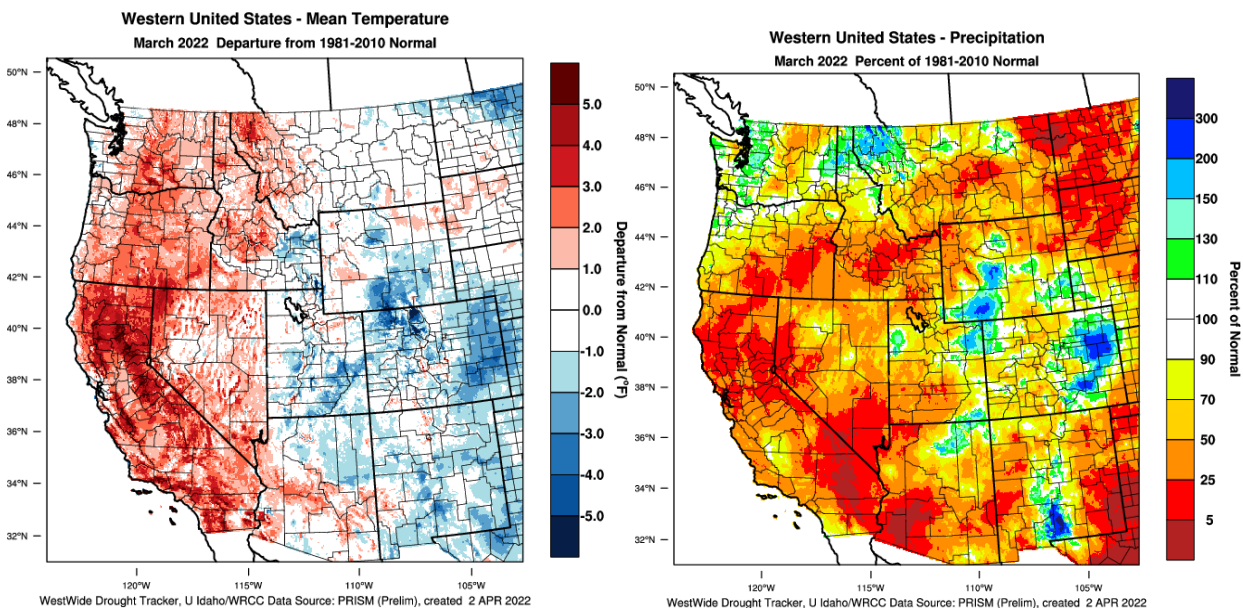 Western United States - Mean Temperature
March 2022 Departure from 1981-2010 Normal
50°N
48°N
46°N
44°N
42°N
40°N
38°N
36°N
34°N
32°N
120°W
115°W
110°W
105°W
5.0
4.0
3.0
2.0
1.0
0.0
-1.0
-2.0
-3.0
-4.0
-5.0
Departure from Normal (°F)
WestWide Drought Tracker, U Idaho/WRCC Data Source: PRISM (Prelim), created 2 APR 2022
Western United States - Precipitation
March 2022 Percent of 1981-2010 Normal
50°N
48°N
46°N
44°N
42°N
40°N
38°N
36°N
34°N
32°N
120°W
115°W
110°W
105°W
300
200
150
130
110
100
90
70
50
25
5
Percent of Normal
WestWide Drought Tracker, U Idaho/WRCC Data Source: PRISM (Prelim), created 2 APR 2022